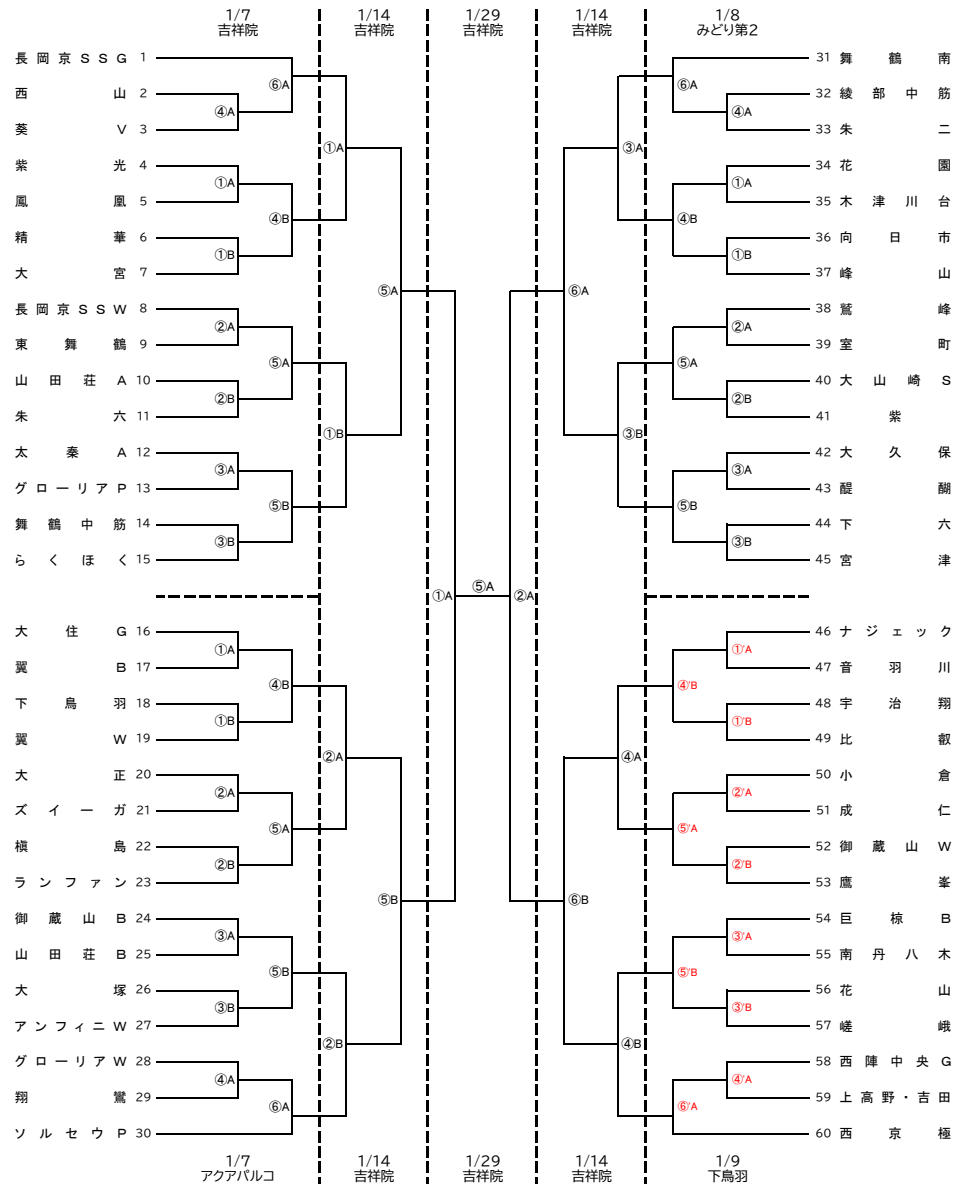 1/7 1/14 1/29 1/14 1/8
吉祥院 吉祥院 吉祥院 吉祥院 みどり第2
長岡京SSG 1
西山 2
葵V 3
紫光 4
鳳凰 5
精華 6
大宮 7
長岡京SSW 8
東舞鶴 9
山田荘A 10
朱六 11
太秦A 12
グローリアP 13
舞鶴中筋 14
らくほく 15
⑥A
④A
①A
①A
④B
①B
⑤A
②A
⑤A
②B
①B
③A
⑤B
③B
31 舞鶴南
32 綾部中筋
33 朱二
34 花園
35 木津川台
36 向日市
37 峰山
38 鷲峰
39 室町
40 大山崎S
41 紫
42 大久保
43 醍醐
44 下六
45 宮津
⑥A
④A
③A
①A
④B
①B
⑥A
②A
⑤A
②B
③B
③A
⑤B
③B
①A ⑤A ②A
大住G 16
翼B 17
下鳥羽 18
翼W 19
大正 20
ズイーガ 21
槇島 22
ランファン 23
御蔵山B 24
山田荘B 25
大塚 26
アンフィニW 27
グローリアW 28
翔鸞 29
ソルセウP 30
①A
④B
①B
②A
②A
⑤A
②B
⑤B
③A
⑤B
③B
②B
④A
⑥A
46 ナジェック
47 音羽川
48 宇治翔
49 比叡
50 小倉
51 成仁
52 御蔵山W
53 鷹峯
54 巨椋B
55 南丹八木
56 花山
57 嵯峨
58 西陣中央G
59 上高野・吉田
60 西京極
①'A
④'B
①'B
④A
②'A
⑤'A
②'B
⑥B
③'A
⑤'B
③'B
④B
④'A
⑥'A
1/7 1/14 1/29 1/14 1/9
アクアパルコ 吉祥院 吉祥院 吉祥院 下鳥羽